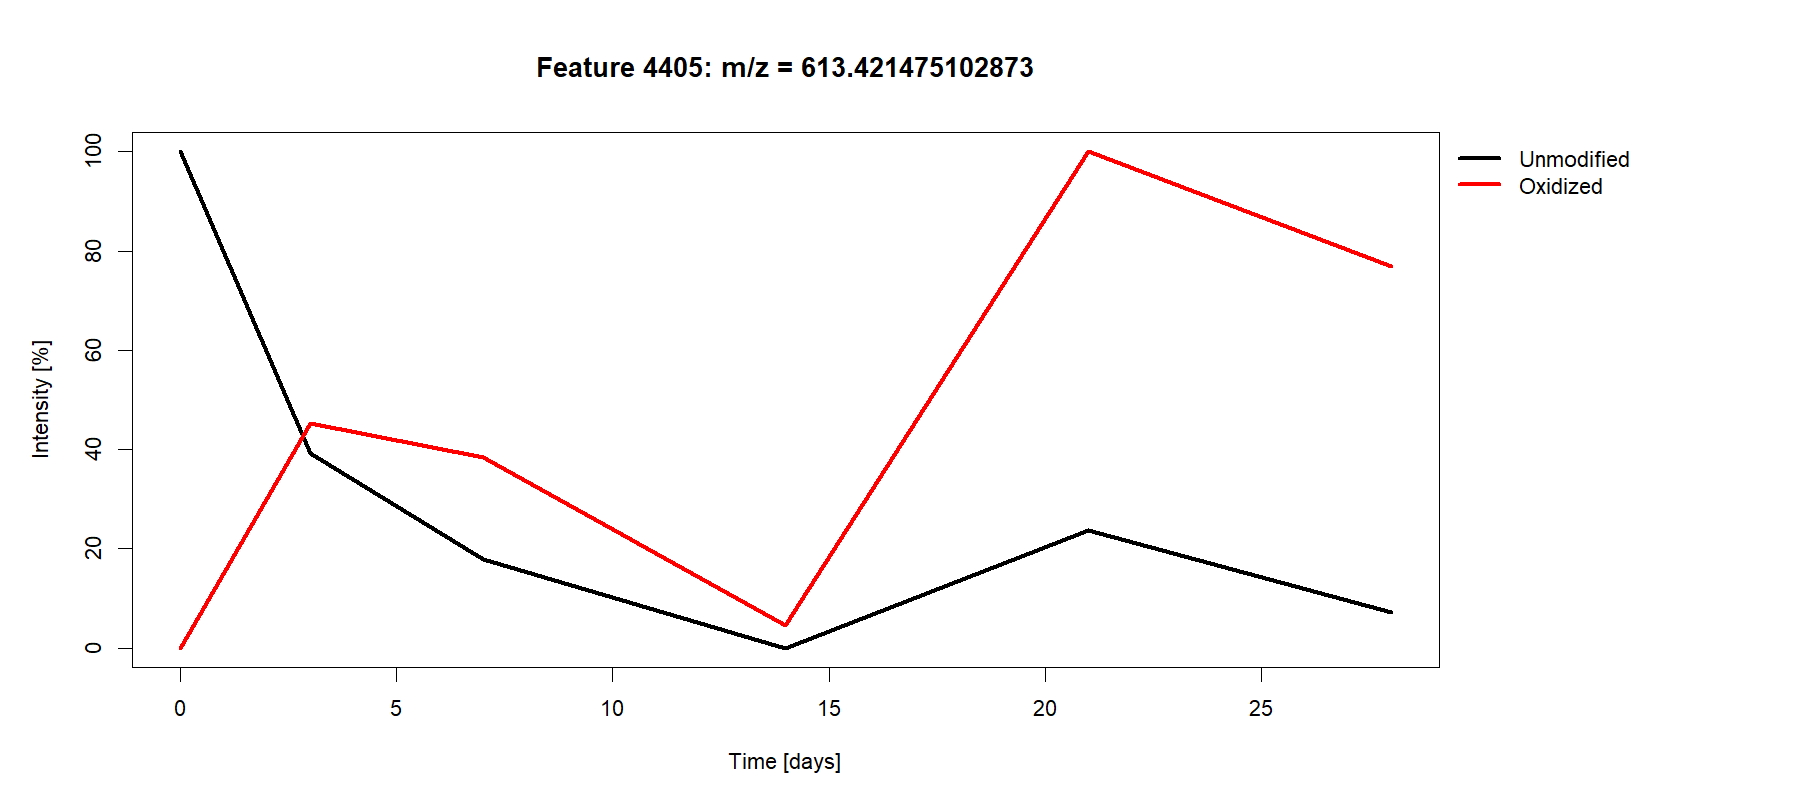 Feature 4405: m/z = 613.421475102873
Unmodified
Oxidized
Intensity [%]
100
80
60
40
20
0
0 5 10 15 20 25
Time [days]